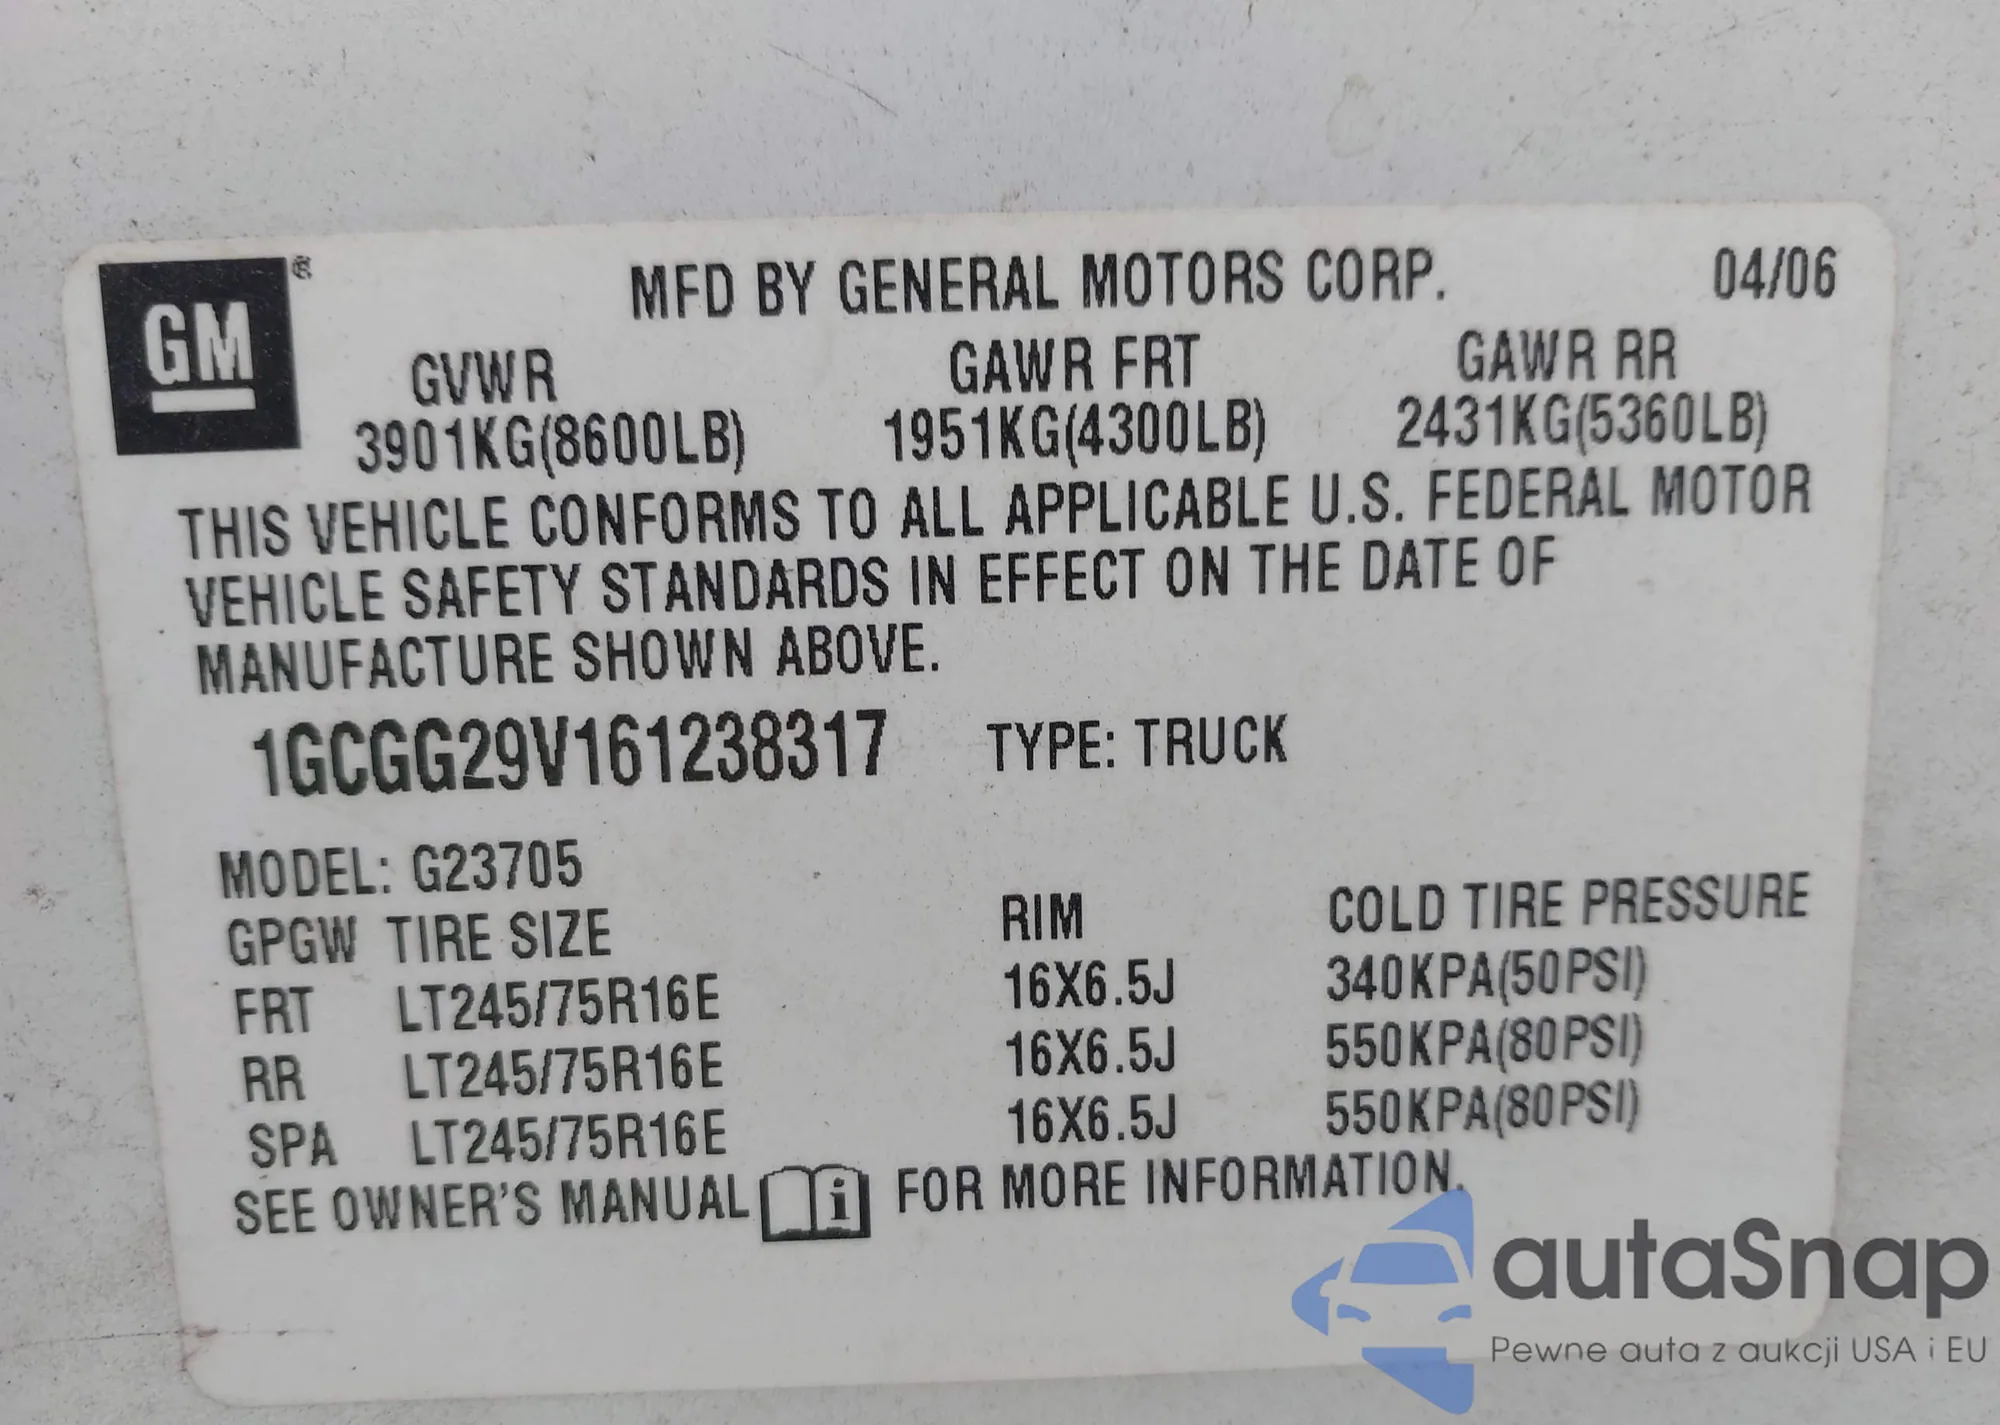 GM ®
MFD BY GENERAL MOTORS CORP. 04/06
GVWR GAWR FRT GAWR RR
3901KG(8600LB) 1951KG(4300LB) 2431KG(5360LB)
THIS VEHICLE CONFORMS TO ALL APPLICABLE U.S. FEDERAL MOTOR
VEHICLE SAFETY STANDARDS IN EFFECT ON THE DATE OF
MANUFACTURE SHOWN ABOVE.
1GCGG29V161238317 TYPE: TRUCK
MODEL: G23705
GPGW TIRE SIZE RIM COLD TIRE PRESSURE
FRT LT245/75R16E 16X6.5J 340KPA(50PSI)
RR LT245/75R16E 16X6.5J 550KPA(80PSI)
SPA LT245/75R16E 16X6.5J 550KPA(80PSI)
SEE OWNER'S MANUAL i FOR MORE INFORMATION.
autaSnap
Pewne auta z aukcji USA i EU